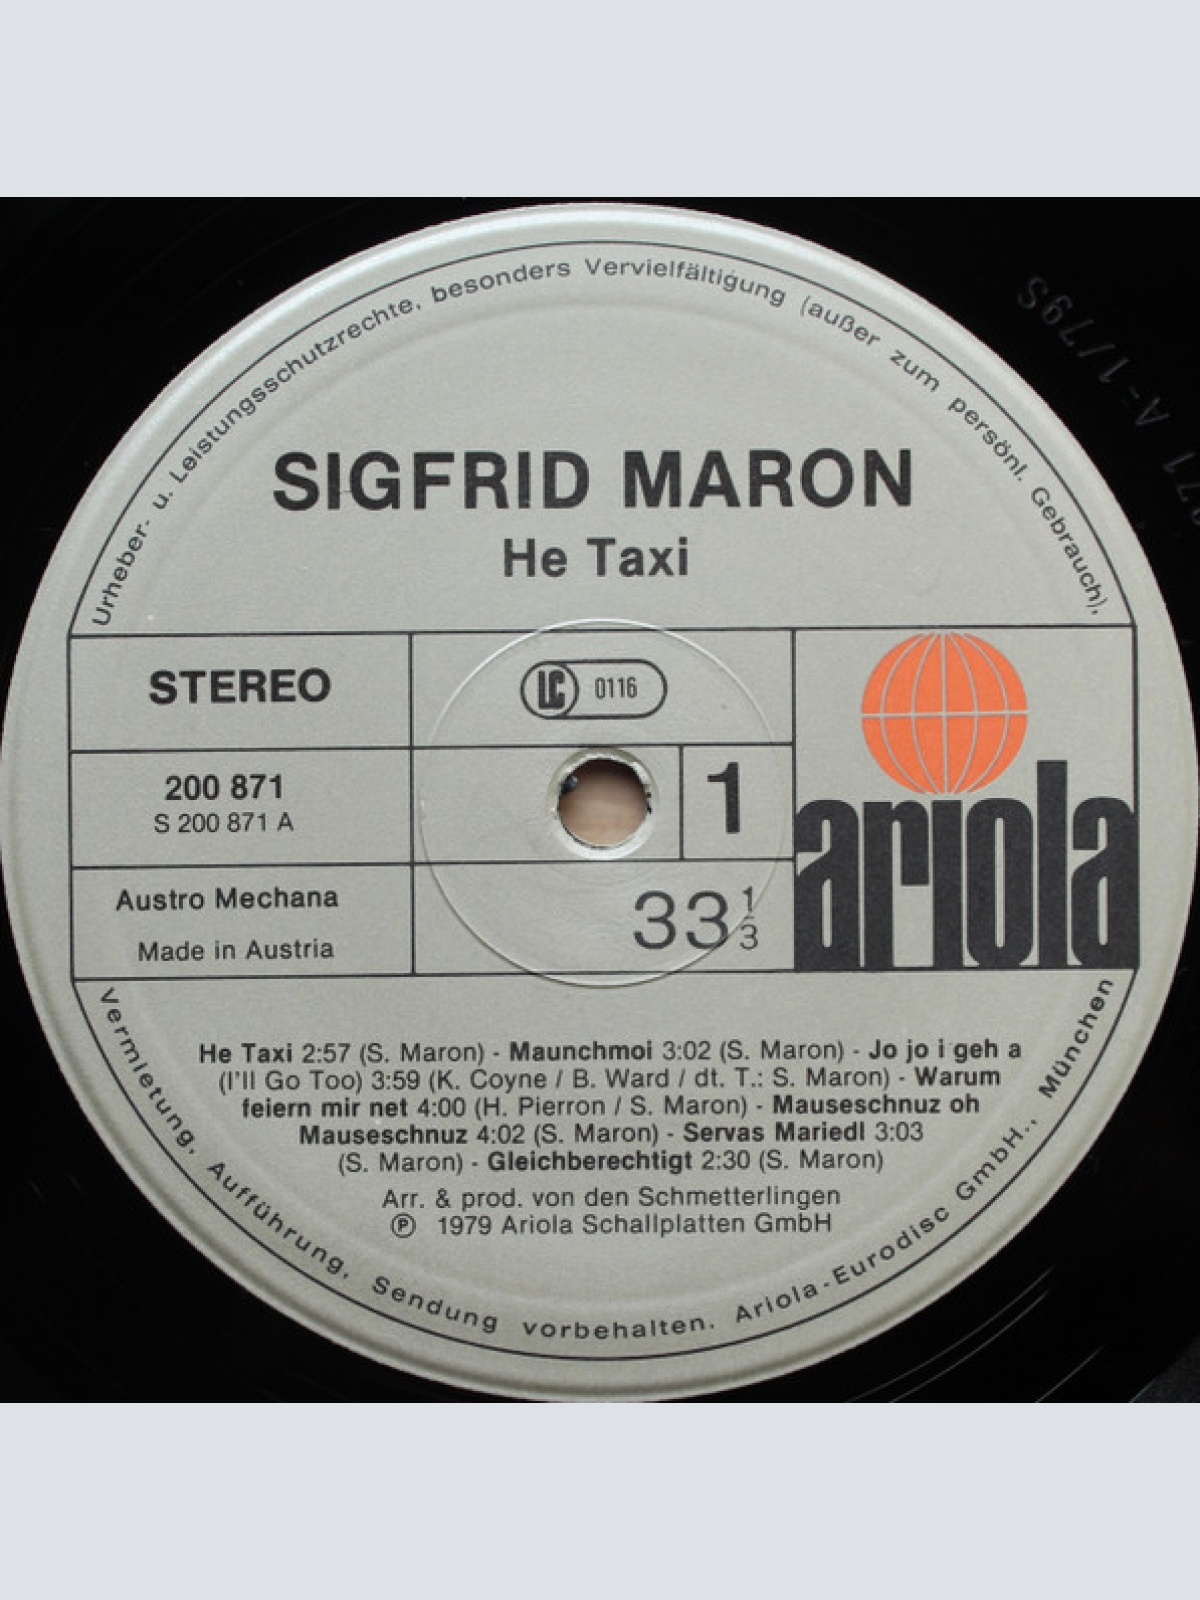 Urheber- u. Leistungsschutzrechte, besonders Vervielfältigung (außer zum persönl. Gebrauch),
A-1/79S
SIGFRID MARON
He Taxi
STEREO
LC 0116
200 871
S 200 871 A
1
Austro Mechana
Made in Austria
33 1/3
ariola
He Taxi 2:57 (S. Maron) - Maunchmoi 3:02 (S. Maron) - Jo jo i geh a
(I'll Go Too) 3:59 (K. Coyne / B. Ward / dt. T.: S. Maron) - Warum
feiern mir net 4:00 (H. Pierron / S. Maron) - Mauseschnuz oh
Mauseschnuz 4:02 (S. Maron) - Servas Mariedl 3:03
(S. Maron) - Gleichberechtigt 2:30 (S. Maron)
Arr. & prod. von den Schmetterlingen
℗ 1979 Ariola Schallplatten GmbH
Vermietung, Aufführung, Sendung vorbehalten. Ariola-Eurodisc GmbH., München